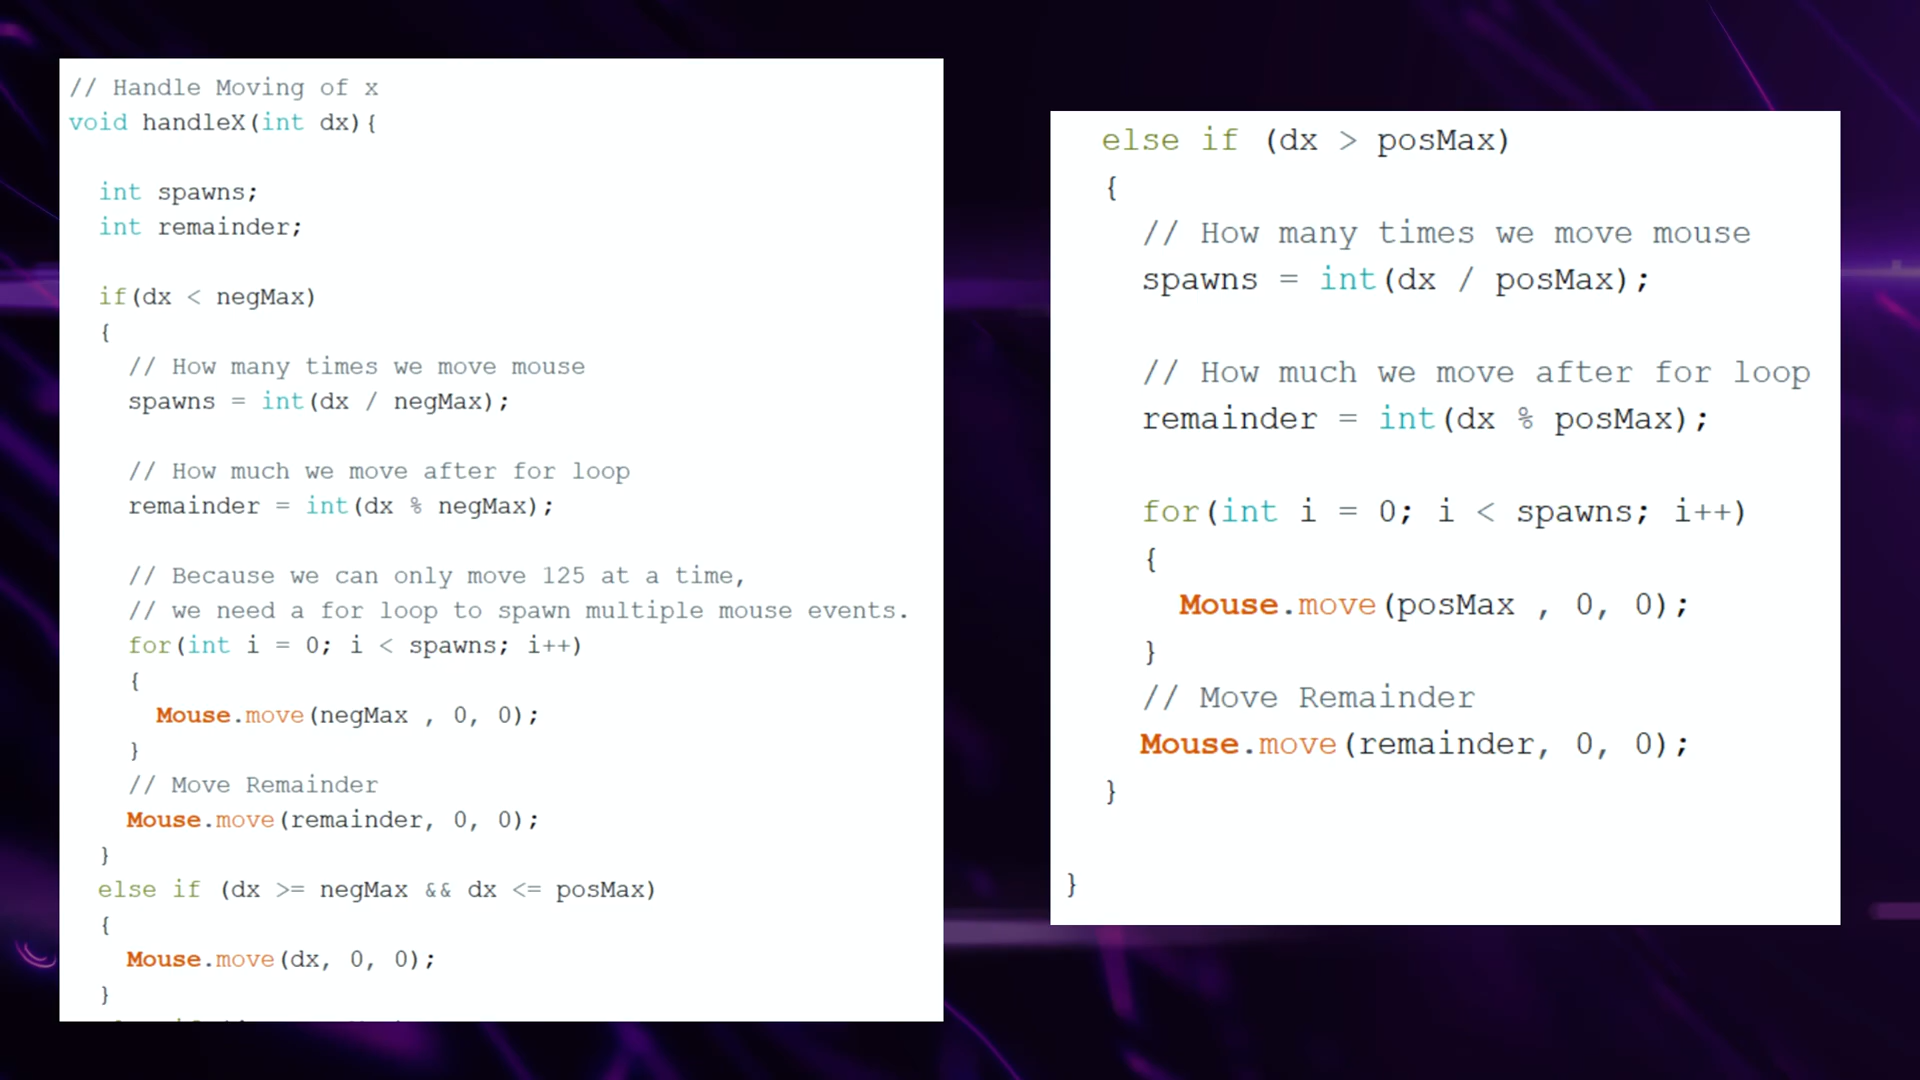 // Handle Moving of x
void handleX(int dx){
int spawns;
int remainder;
if(dx < negMax)
{
// How many times we move mouse
spawns = int(dx / negMax);
// How much we move after for loop
remainder = int(dx % negMax);
// Because we can only move 125 at a time,
// we need a for loop to spawn multiple mouse events.
for(int i = 0; i < spawns; i++)
{
Mouse.move(negMax , 0, 0);
}
// Move Remainder
Mouse.move(remainder, 0, 0);
}
else if (dx >= negMax && dx <= posMax)
{
Mouse.move(dx, 0, 0);
}
else if (dx > posMax)
{
// How many times we move mouse
spawns = int(dx / posMax);
// How much we move after for loop
remainder = int(dx % posMax);
for(int i = 0; i < spawns; i++)
{
Mouse.move(posMax , 0, 0);
}
// Move Remainder
Mouse.move(remainder, 0, 0);
}
}